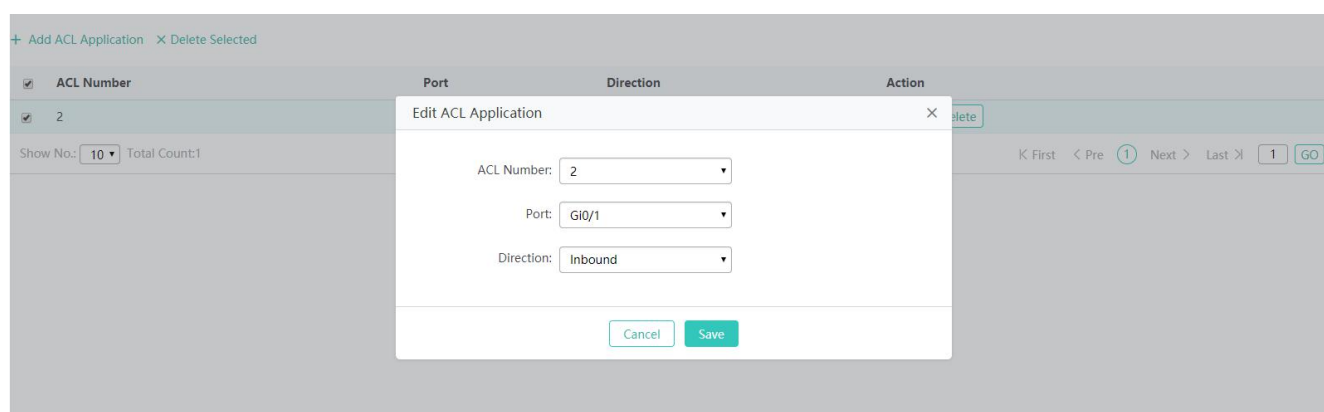 + Add ACL Application × Delete Selected
ACL Number Port Direction Action
Edit ACL Application ×
2
Show No.: 10 Total Count:1
K First < Pre 1 Next > Last >| 1 GO
ACL Number: 2
Port: Gi0/1
Direction: Inbound
Cancel Save